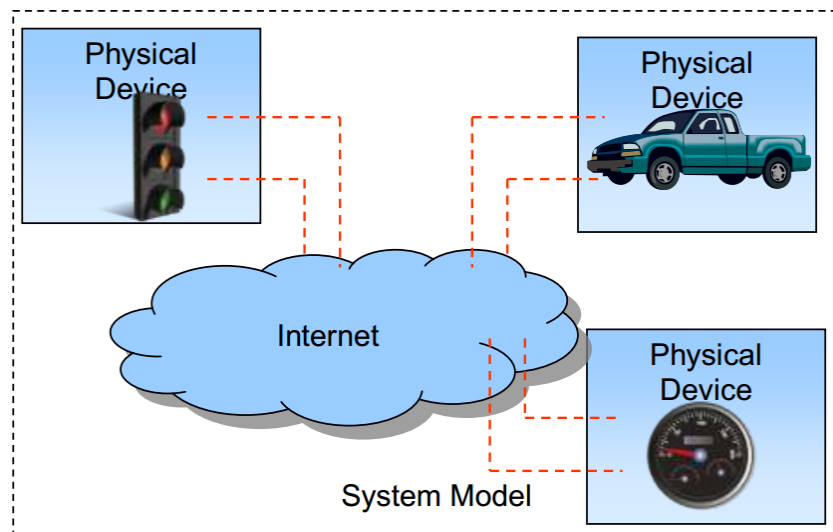 Physical
Device
Physical
Device
Internet
Physical
Device
System Model